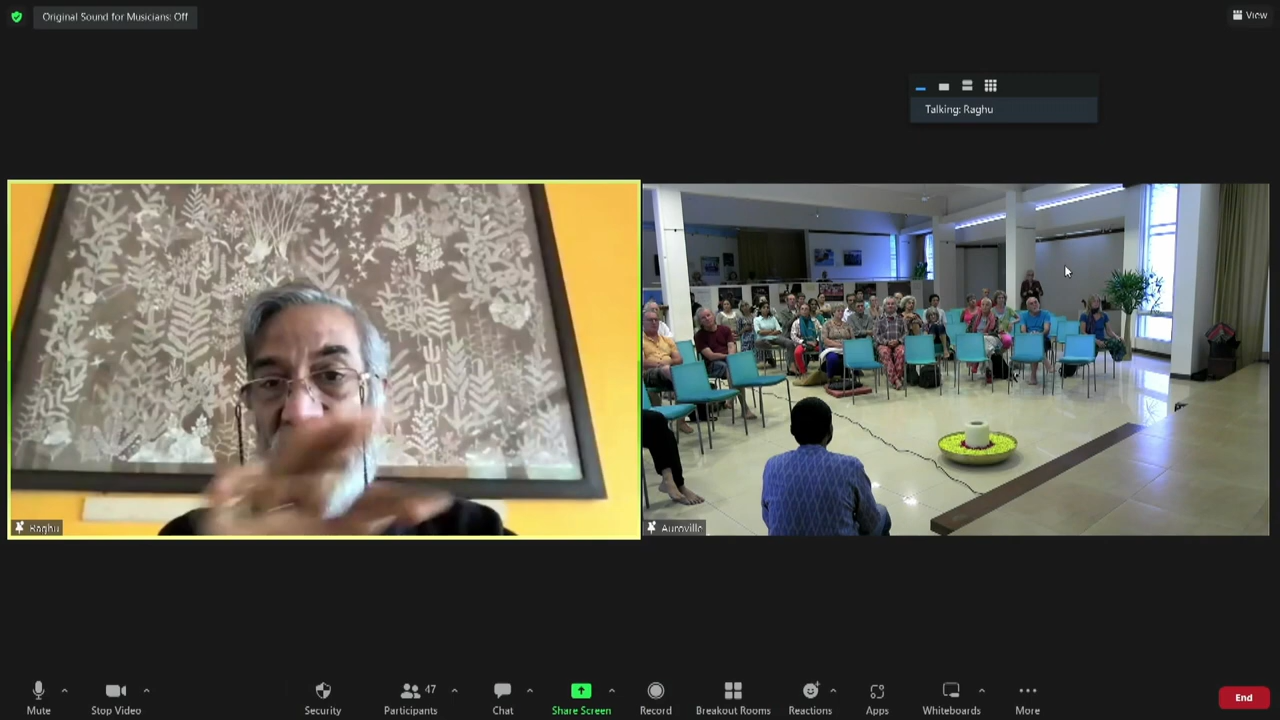 Original Sound for Musicians: Off
View
Talking: Raghu
Raghu
Auroville
Mute
Stop Video
Security
Participants
47
Chat
Share Screen
Record
Breakout Rooms
Reactions
Apps
Whiteboards
More
End